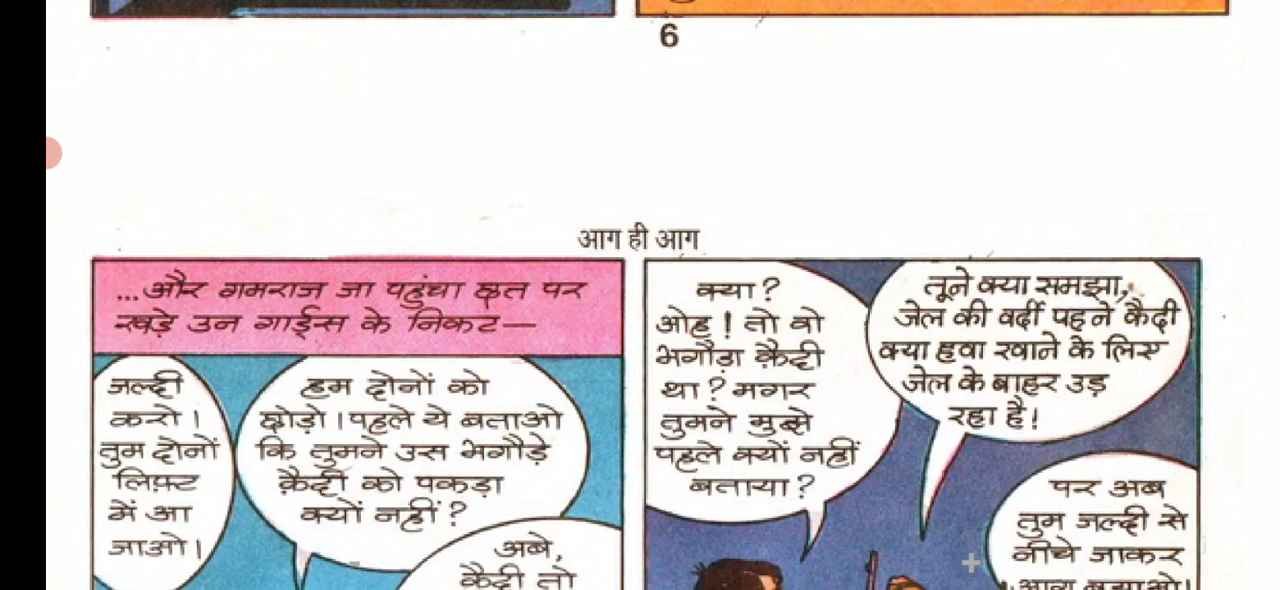 6
आग ही आग
...और गमराज जा पहुंचा छत पर
खड़े उन गार्ड्स के निकट—
जल्दी
करो।
तुम दोनों
लिफ़्ट
में आ
जाओ।
हम दोनों को
छोड़ो। पहले ये बताओ
कि तुमने उस भगौड़े
क़ैदी को पकड़ा
क्यों नहीं?
अबे,
क़ैदी तो
क्या?
ओह! तो वो
भगौड़ा क़ैदी
था? मगर
तुमने मुझे
पहले क्यों नहीं
बताया?
तूने क्या समझा,
जेल की वर्दी पहने कैदी
क्या हवा खाने के लिए
जेल के बाहर उड़
रहा है!
पर अब
तुम जल्दी से
नीचे जाकर
आग बुझाओ!